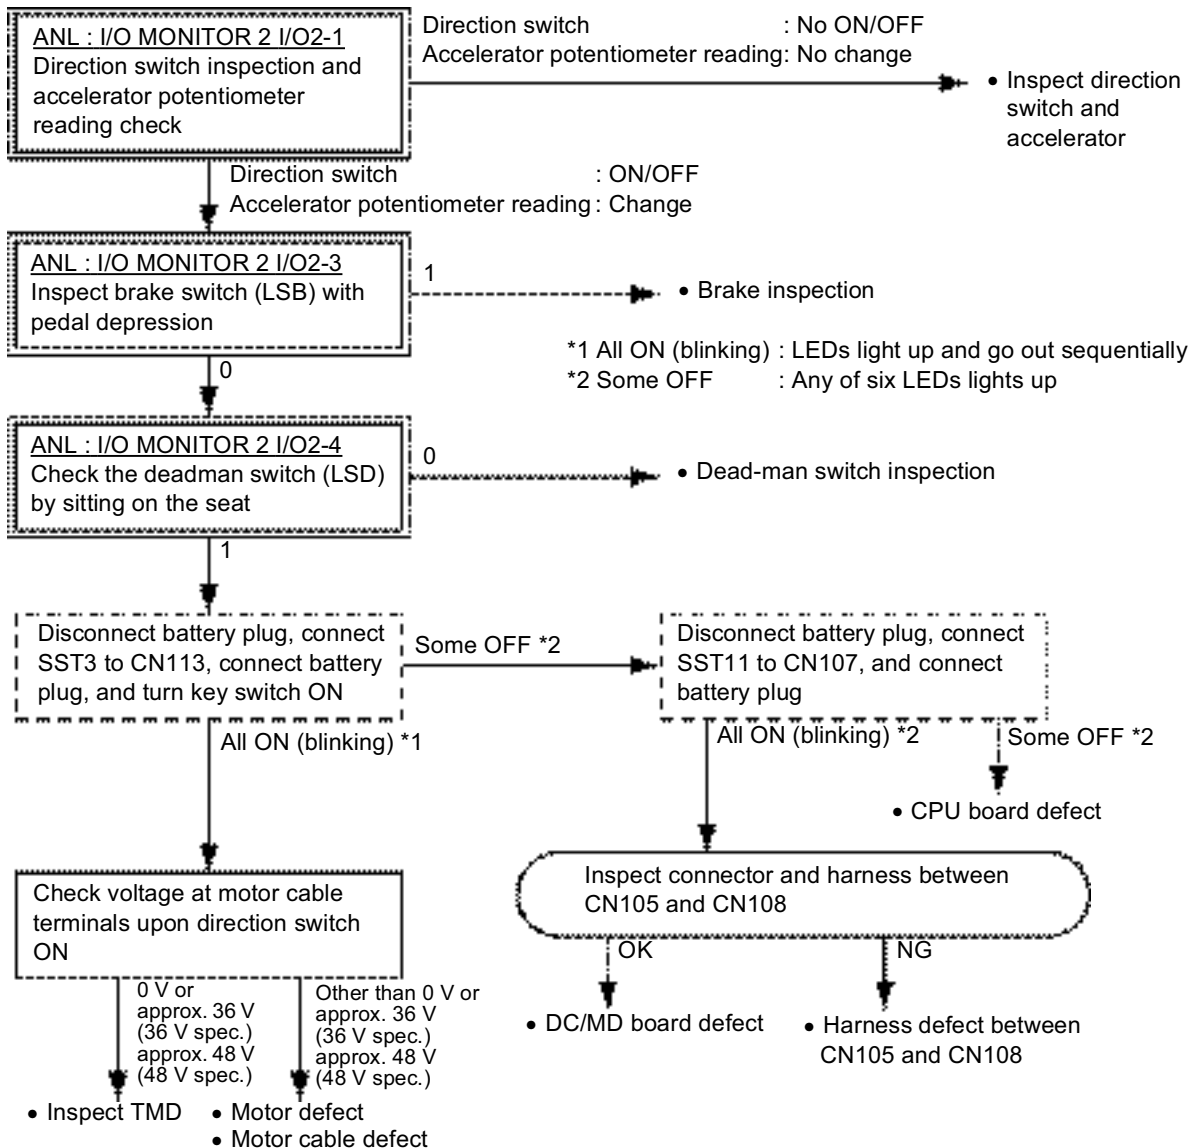 ANL : I/O MONITOR 2 I/O2-1
Direction switch inspection and
accelerator potentiometer
reading check
Direction switch : No ON/OFF
Accelerator potentiometer reading: No change
• Inspect direction
switch and
accelerator
Direction switch : ON/OFF
Accelerator potentiometer reading : Change
ANL : I/O MONITOR 2 I/O2-3
Inspect brake switch (LSB) with
pedal depression
1
• Brake inspection
*1 All ON (blinking) : LEDs light up and go out sequentially
*2 Some OFF : Any of six LEDs lights up
0
ANL : I/O MONITOR 2 I/O2-4
Check the deadman switch (LSD)
by sitting on the seat
0
• Dead-man switch inspection
1
Disconnect battery plug, connect
SST3 to CN113, connect battery
plug, and turn key switch ON
Some OFF *2
Disconnect battery plug, connect
SST11 to CN107, and connect
battery plug
All ON (blinking) *1
All ON (blinking) *2
Some OFF *2
• CPU board defect
Check voltage at motor cable
terminals upon direction switch
ON
Inspect connector and harness between
CN105 and CN108
OK
NG
0 V or
approx. 36 V
(36 V spec.)
approx. 48 V
(48 V spec.)
Other than 0 V or
approx. 36 V
(36 V spec.)
approx. 48 V
(48 V spec.)
• DC/MD board defect
• Harness defect between
CN105 and CN108
• Inspect TMD
• Motor defect
• Motor cable defect